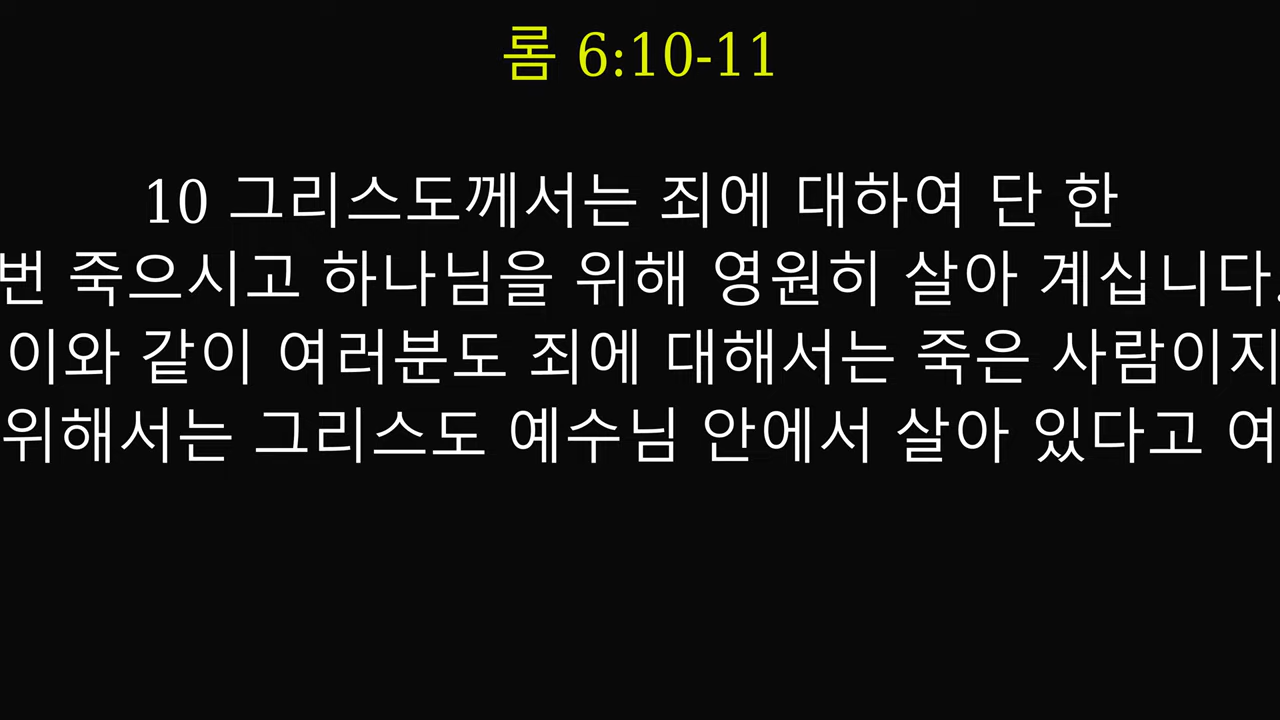 롬 6:10-11
10 그리스도께서는 죄에 대하여 단 한
번 죽으시고 하나님을 위해 영원히 살아 계십니다.
이와 같이 여러분도 죄에 대해서는 죽은 사람이지
위해서는 그리스도 예수님 안에서 살아 있다고 여